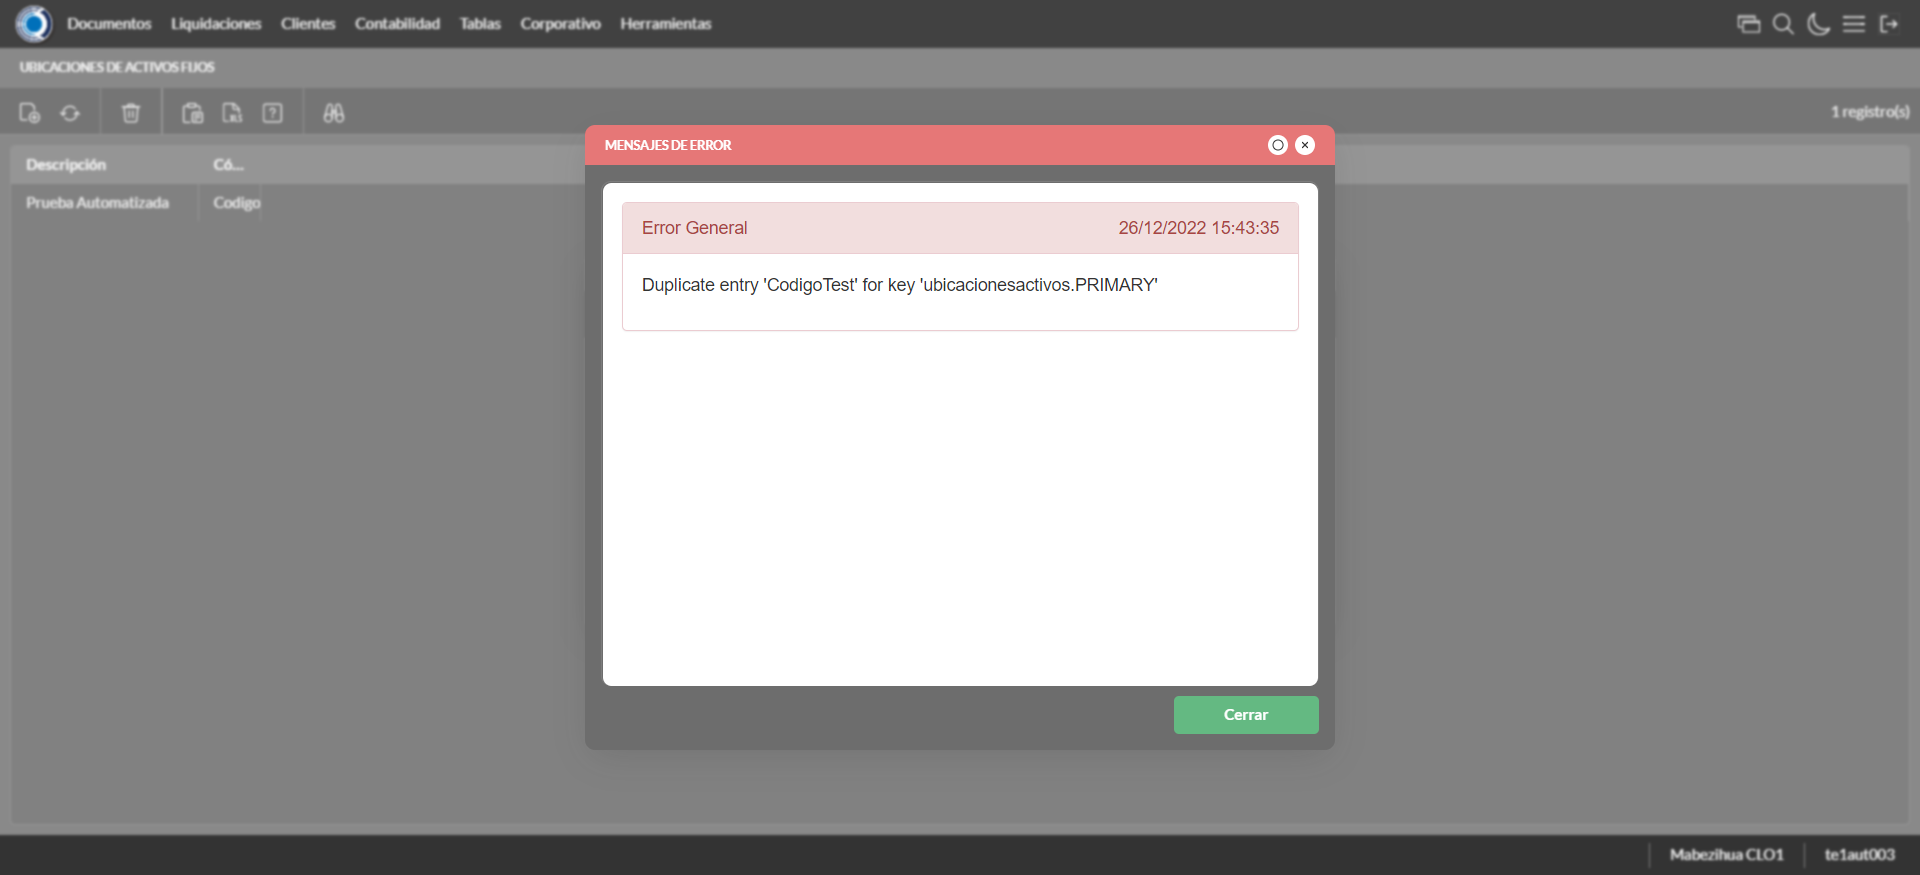 Documentos Liquidaciones Clientes Contabilidad Tablas Corporativo Herramientas
UBICACIONES DE ACTIVOS FIJOS
1 registro(s)
Descripción Có...
Prueba Automatizada Codigo
MENSAJES DE ERROR
Error General 26/12/2022 15:43:35
Duplicate entry 'CodigoTest' for key 'ubicacionesactivos.PRIMARY'
Cerrar
Mabezihua CLO1 te1aut003